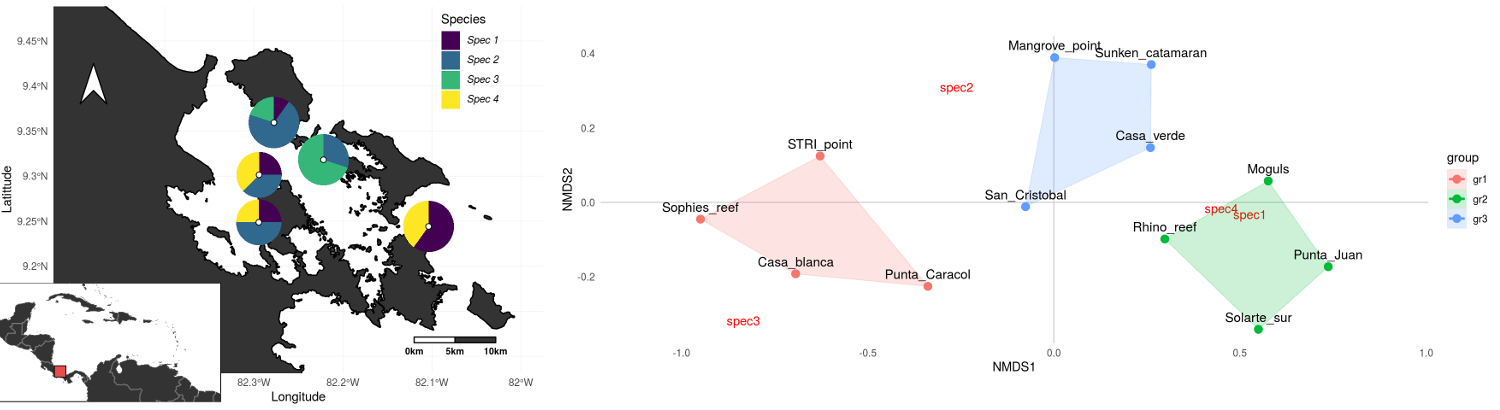 Species
Spec 1
Spec 2
Spec 3
Spec 4
9.45°N
9.4°N
9.35°N
9.3°N
9.25°N
9.2°N
Latitude
0km 5km 10km
82.3°W 82.2°W 82.1°W 82°W
Longitude
0.4
0.2
0.0
-0.2
NMDS2
Mangrove_point
Sunken_catamaran
spec2
STRI_point
Casa_verde
Moguls
San_Cristobal
Sophies_reef
spec4
spec1
Rhino_reef
Punta_Juan
Casa_blanca
Punta_Caracol
Solarte_sur
spec3
-1.0 -0.5 0.0 0.5 1.0
NMDS1
group
gr1
gr2
gr3